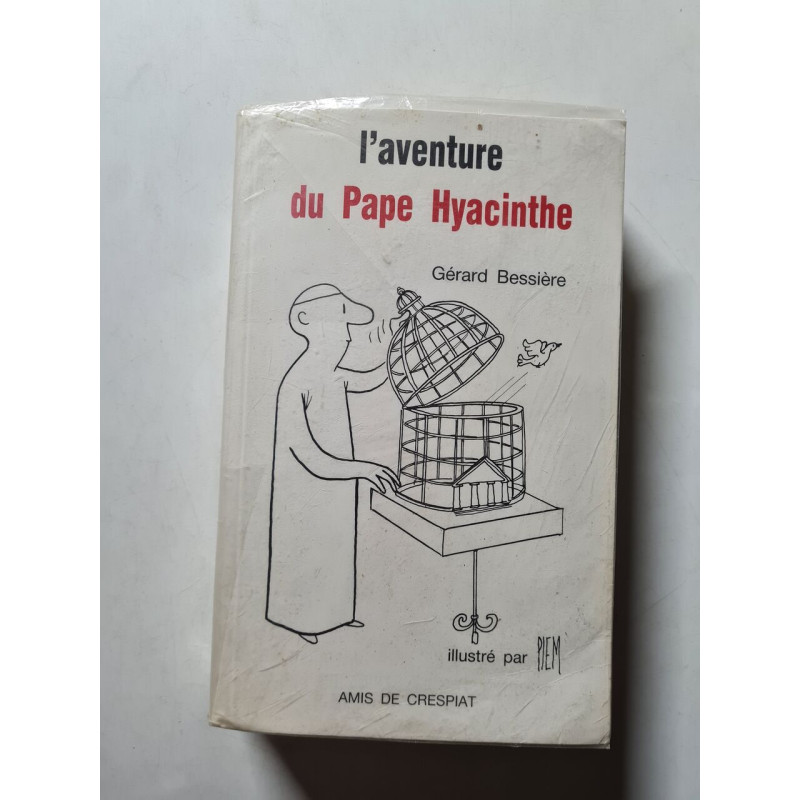 l'aventure
du Pape Hyacinthe
Gérard Bessière
illustré par PIEM
AMIS DE CRESPIAT